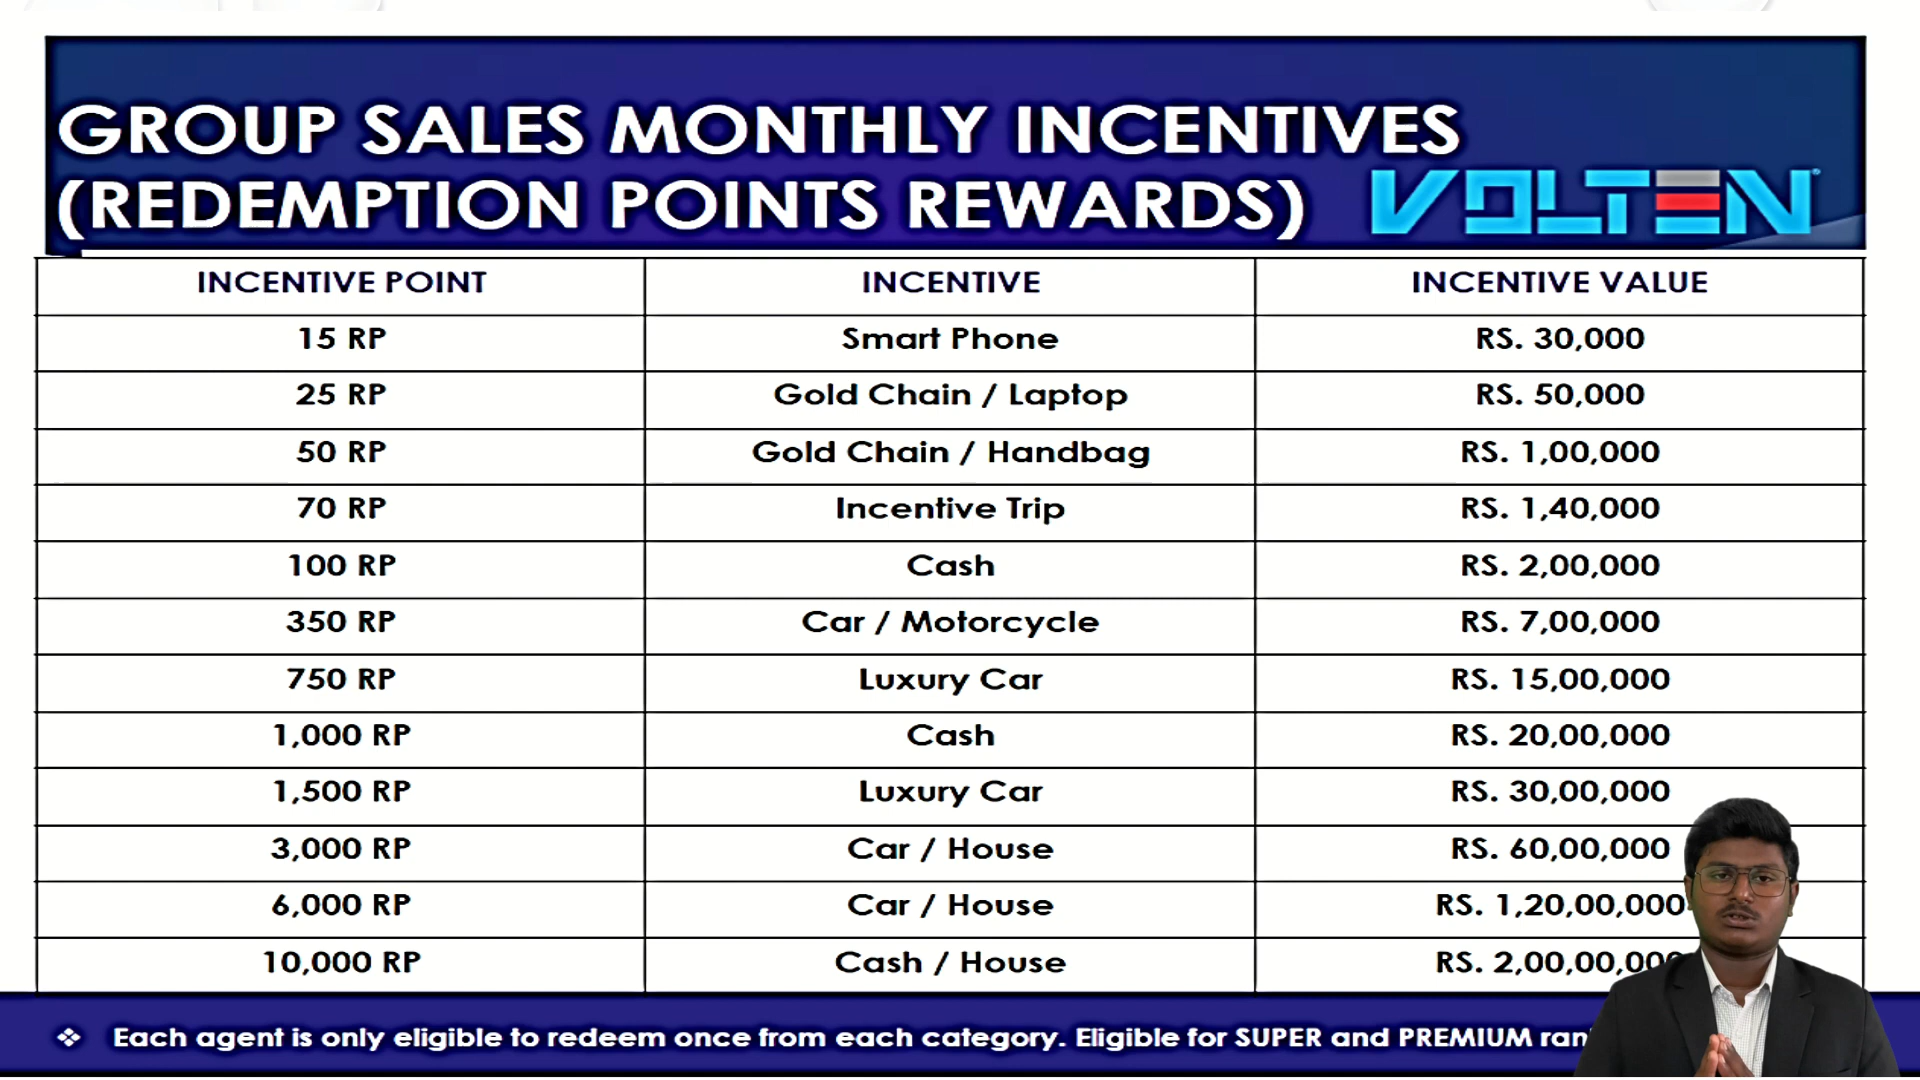 GROUP SALES MONTHLY INCENTIVES
(REDEMPTION POINTS REWARDS) VOLTEN
INCENTIVE POINT INCENTIVE INCENTIVE VALUE
15 RP Smart Phone RS. 30,000
25 RP Gold Chain / Laptop RS. 50,000
50 RP Gold Chain / Handbag RS. 1,00,000
70 RP Incentive Trip RS. 1,40,000
100 RP Cash RS. 2,00,000
350 RP Car / Motorcycle RS. 7,00,000
750 RP Luxury Car RS. 15,00,000
1,000 RP Cash RS. 20,00,000
1,500 RP Luxury Car RS. 30,00,000
3,000 RP Car / House RS. 60,00,000
6,000 RP Car / House RS. 1,20,00,000
10,000 RP Cash / House RS.
❖ Each agent is only eligible to redeem once from each category. Eligible for SUPER and PREMIUM